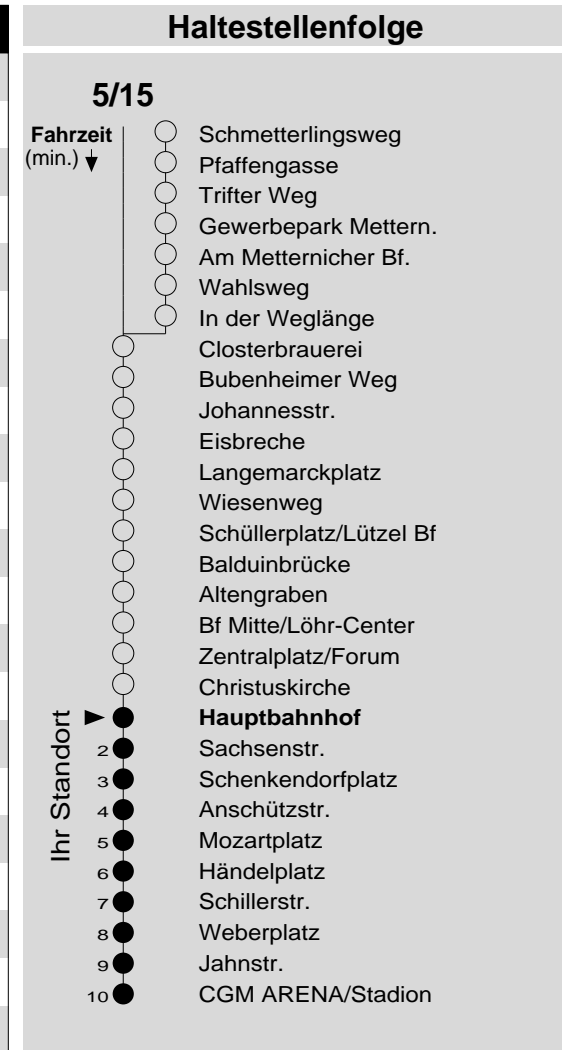 Haltestellenfolge
5/15
Fahrzeit
(min.)
Schmetterlingsweg
Pfaffengasse
Trifter Weg
Gewerbepark Mettern.
Am Metternicher Bf.
Wahlsweg
In der Weglänge
Closterbrauerei
Bubenheimer Weg
Johannesstr.
Eisbreche
Langemarckplatz
Wiesenweg
Schüllerplatz/Lützel Bf
Balduinbrücke
Altengraben
Bf Mitte/Löhr-Center
Zentralplatz/Forum
Christuskirche
Ihr Standort
Hauptbahnhof
2 Sachsenstr.
3 Schenkendorfplatz
4 Anschützstr.
5 Mozartplatz
6 Händelplatz
7 Schillerstr.
8 Weberplatz
9 Jahnstr.
10 CGM ARENA/Stadion